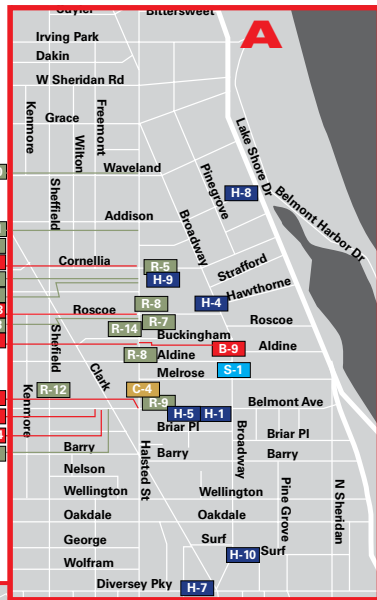 Cuyler
Bittersweet
A
Irving Park
Dakin
W Sheridan Rd
Kenmore
Fremont
Grace
Wilton
Lake Shore Dr
Waveland
Pinegrove
Sheffield
H-8
Belmont Harbor Dr
Addison
Broadway
Cornellia
R-5
Strafford
H-9
Hawthorne
R-8
H-4
Roscoe
R-7
Roscoe
R-14
Buckingham
Shefield
B-9
Aldine
R-8
Aldine
Melrose
S-1
Clark
R-12
C-4
Kenmore
R-9
Belmont Ave
H-5
H-1
Briar Pl
Briar Pl
Broadway
Barry
Barry
Barry
Halsted St
Nelson
Pine Grove
N Sheridan
Wellington
Wellington
Oakdale
Oakdale
George
Surf
H-10
Surf
Wolfram
Diversey Pky
H-7